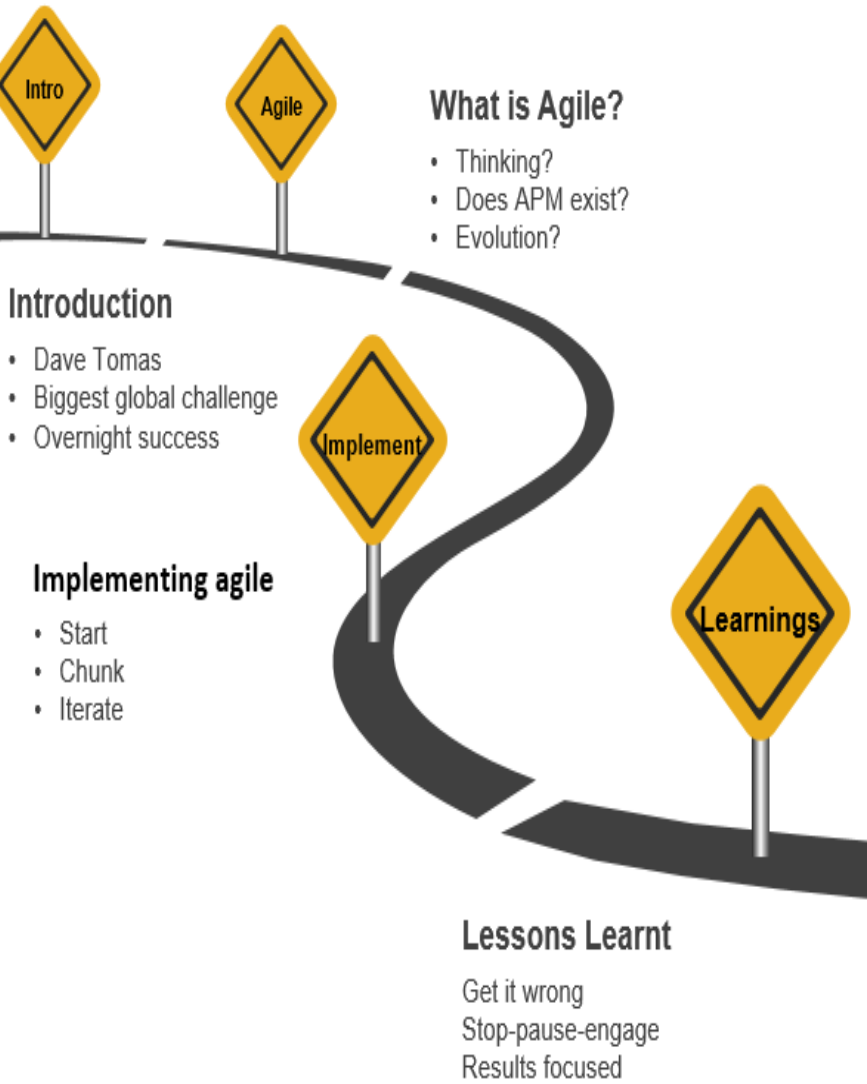 Intro
Agile
What is Agile?
• Thinking?
• Does APM exist?
• Evolution?
Introduction
• Dave Tomas
• Biggest global challenge
• Overnight success
Implement
Implementing agile
• Start
• Chunk
• Iterate
Learnings
Lessons Learnt
Get it wrong
Stop-pause-engage
Results focused